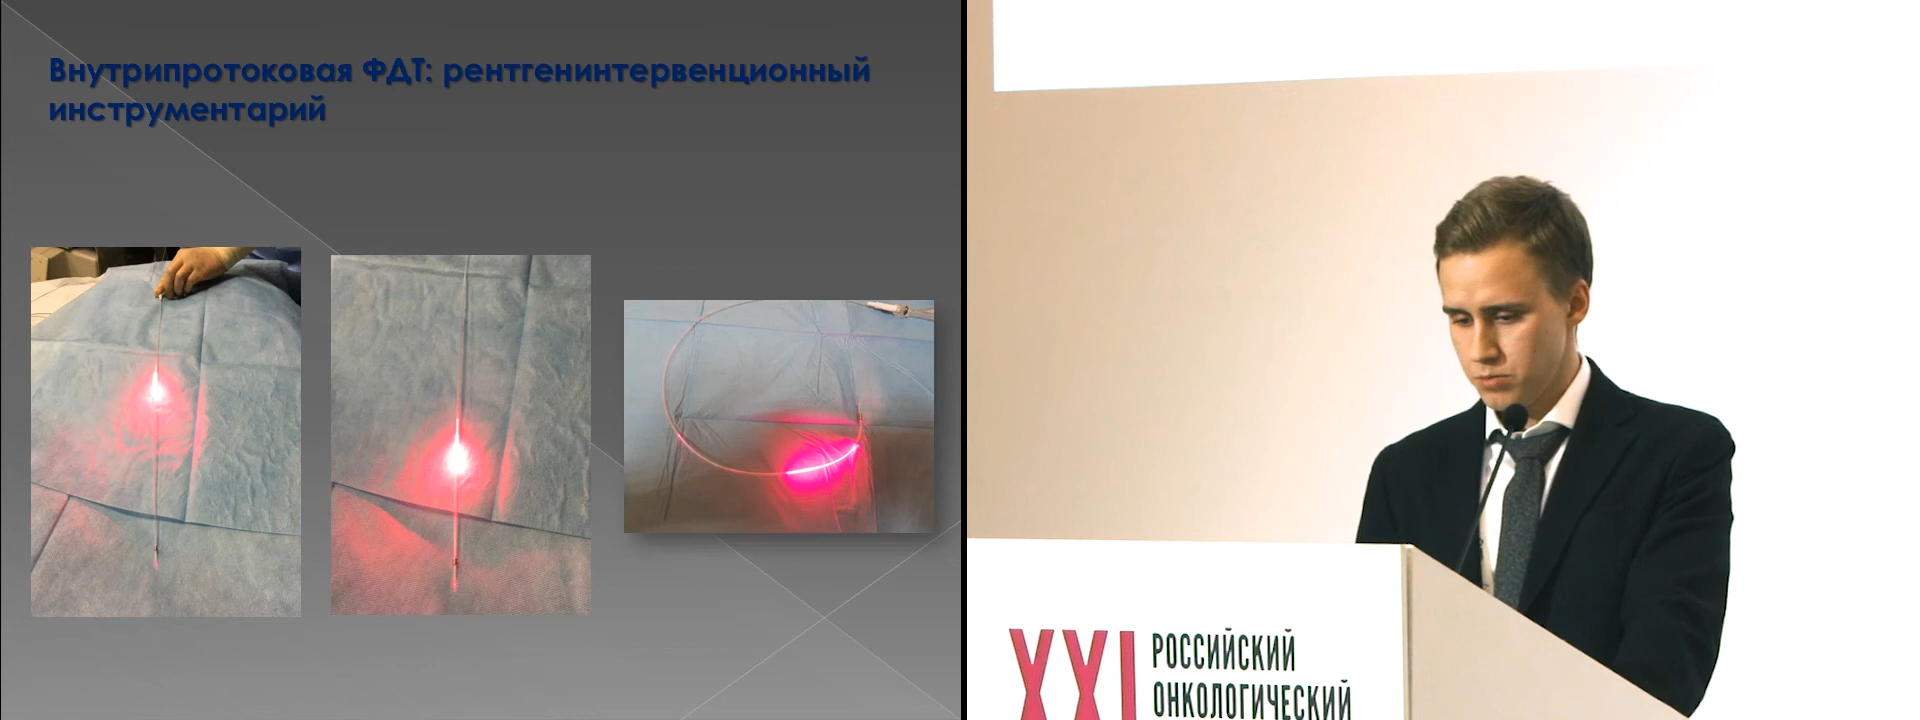 Внутрипротоковая ФДТ: рентгенинтервенционный
инструментарий
XXI
РОССИЙСКИЙ
ОНКОЛОГИЧЕСКИЙ